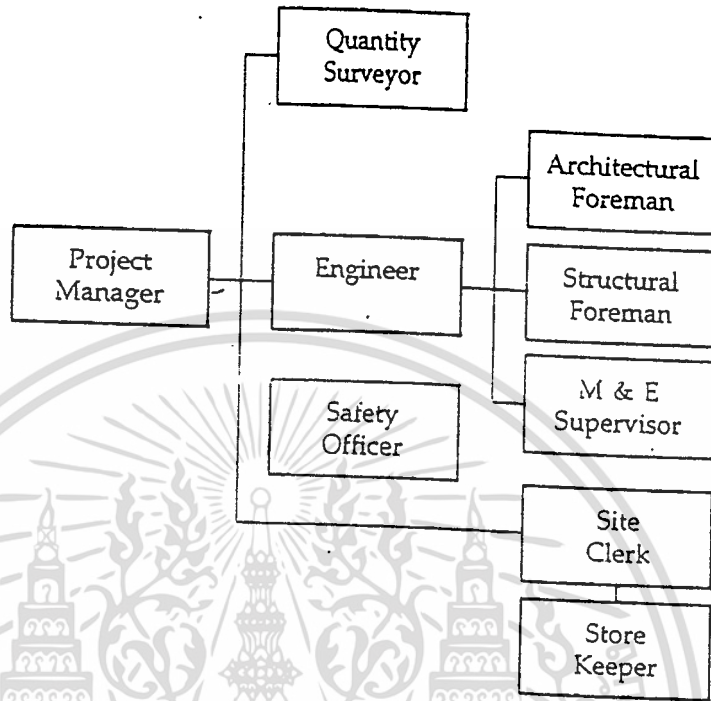 Quantity
Surveyor
Architectural
Foreman
Project
Manager
Engineer
Structural
Foreman
M & E
Supervisor
Safety
Officer
Site
Clerk
Store
Keeper